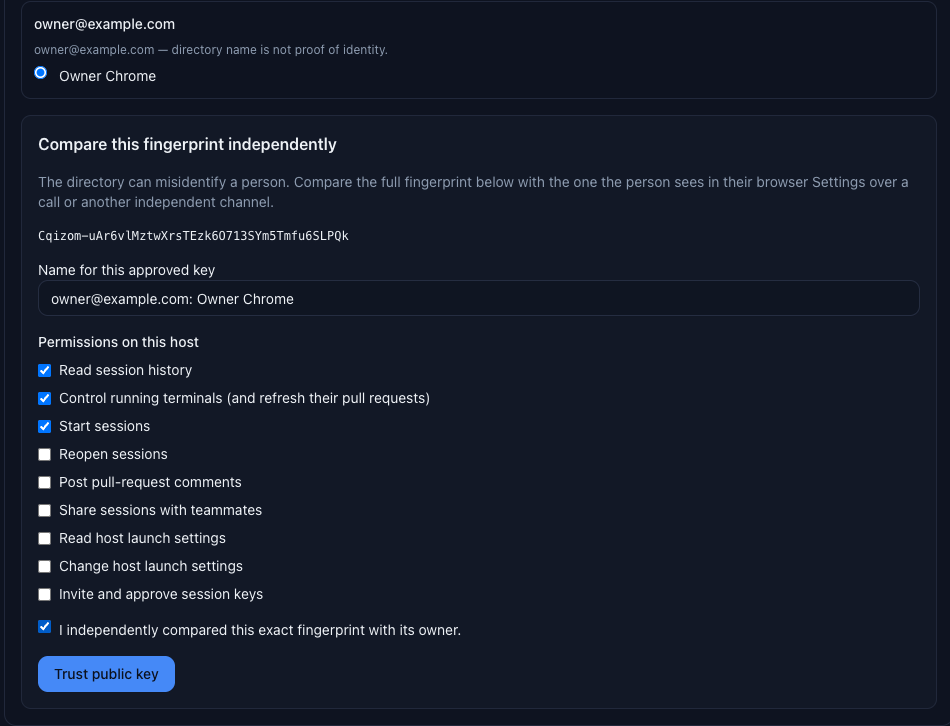 owner@example.com
owner@example.com — directory name is not proof of identity.
Owner Chrome
Compare this fingerprint independently
The directory can misidentify a person. Compare the full fingerprint below with the one the person sees in their browser Settings over a
call or another independent channel.
Cqizom-uAr6vlMztwXrsTEzk6O713SYm5Tmfu6SLPQk
Name for this approved key
owner@example.com: Owner Chrome
Permissions on this host
Read session history
Control running terminals (and refresh their pull requests)
Start sessions
Reopen sessions
Post pull-request comments
Share sessions with teammates
Read host launch settings
Change host launch settings
Invite and approve session keys
I independently compared this exact fingerprint with its owner.
Trust public key